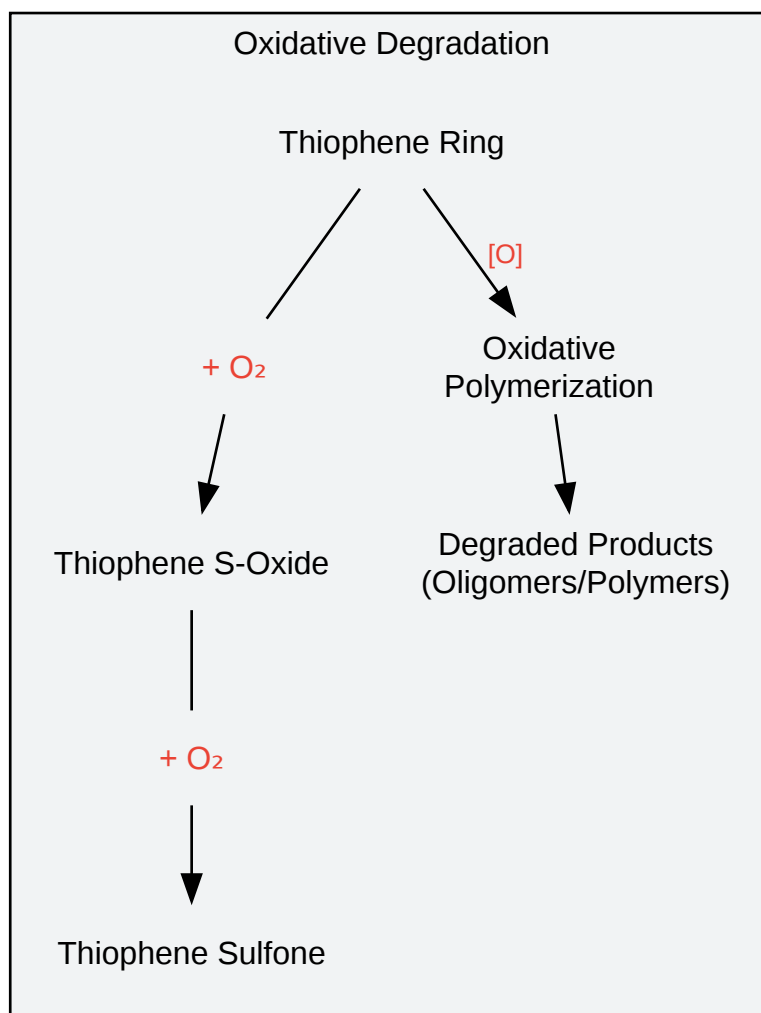 Oxidative Degradation
Thiophene Ring
[O]
+ O₂
Oxidative
Polymerization
Thiophene S-Oxide
Degraded Products
(Oligomers/Polymers)
+ O₂
Thiophene Sulfone